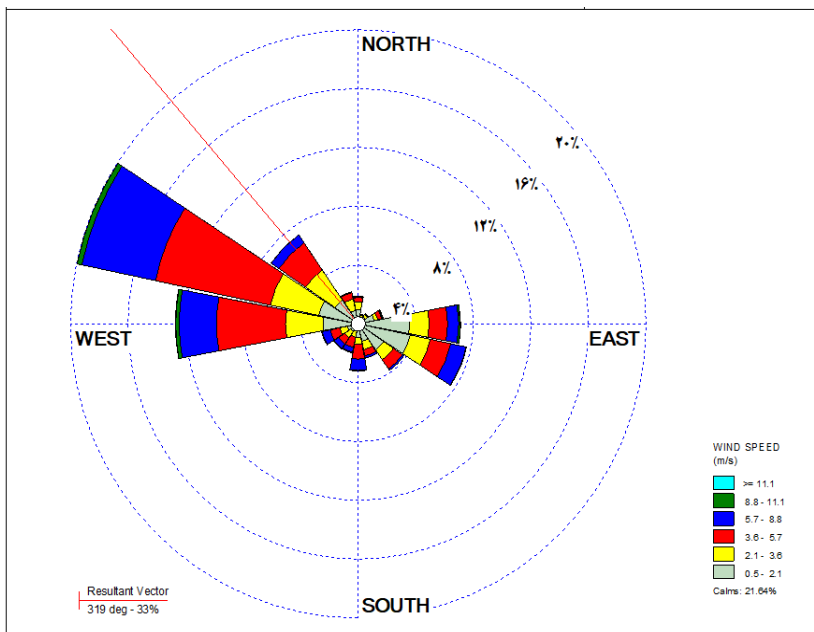 NORTH
۲۰٪
۱۶٪
۱۲٪
۸٪
۴٪
WEST
EAST
SOUTH
WIND SPEED
(m/s)
>= 11.1
8.8 - 11.1
5.7 - 8.8
3.6 - 5.7
2.1 - 3.6
0.5 - 2.1
Calms: 21.64%
Resultant Vector
319 deg - 33%